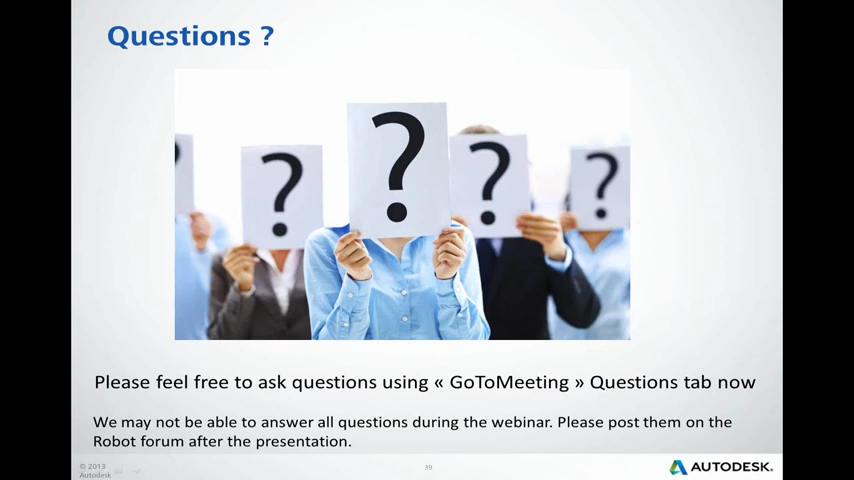 Questions ?
?
?
?
?
?
Please feel free to ask questions using « GoToMeeting » Questions tab now
We may not be able to answer all questions during the webinar. Please post them on the
Robot forum after the presentation.
© 2013
Autodesk
39
AUTODESK.